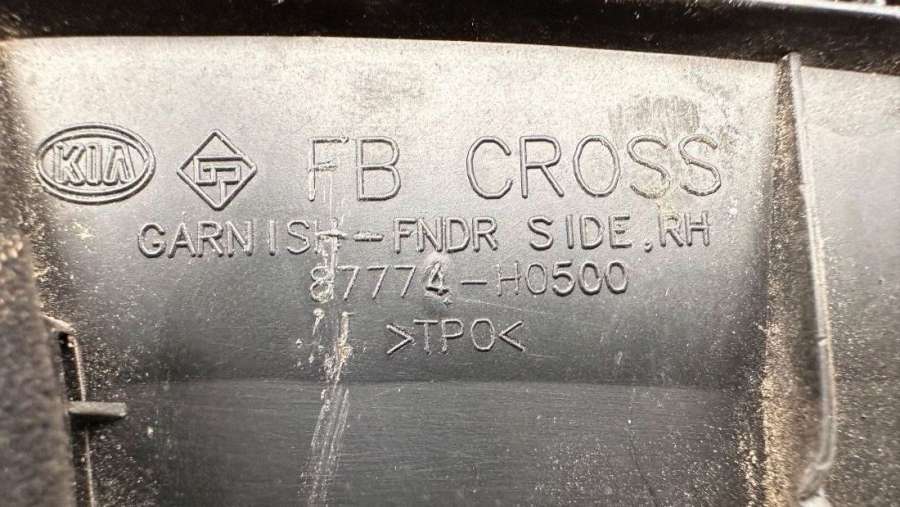 KIA FB CROSS
GARNISH-FNDR SIDE,RH
87774-H0500
>TPO<